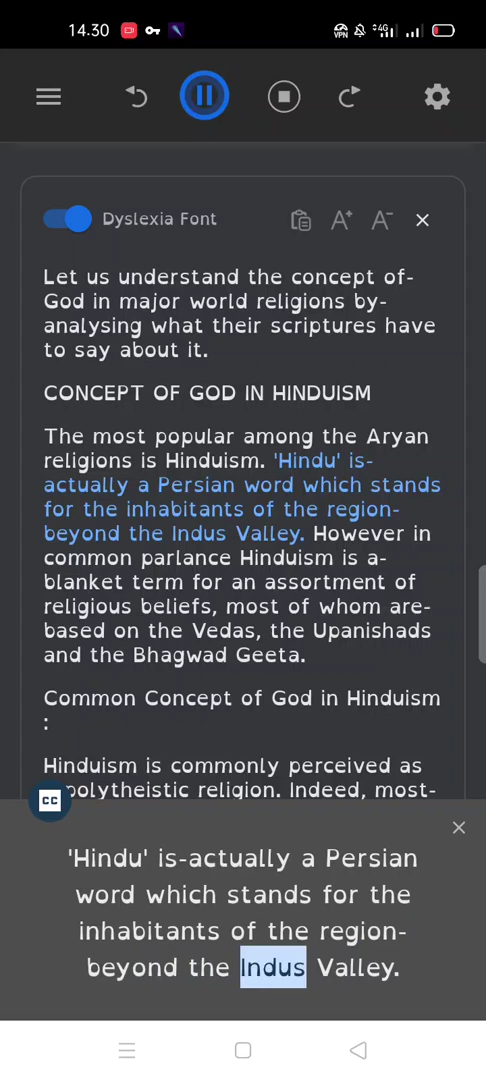 14.30
VPN
4G
Dyslexia Font
A+
A-
Let us understand the concept of-
God in major world religions by-
analysing what their scriptures have
to say about it.
CONCEPT OF GOD IN HINDUISM
The most popular among the Aryan
religions is Hinduism. 'Hindu' is-
actually a Persian word which stands
for the inhabitants of the region-
beyond the Indus Valley. However in
common parlance Hinduism is a-
blanket term for an assortment of
religious beliefs, most of whom are-
based on the Vedas, the Upanishads
and the Bhagwad Geeta.
Common Concept of God in Hinduism
:
Hinduism is commonly perceived as
polytheistic religion. Indeed, most-
CC
'Hindu' is-actually a Persian
word which stands for the
inhabitants of the region-
beyond the Indus Valley.